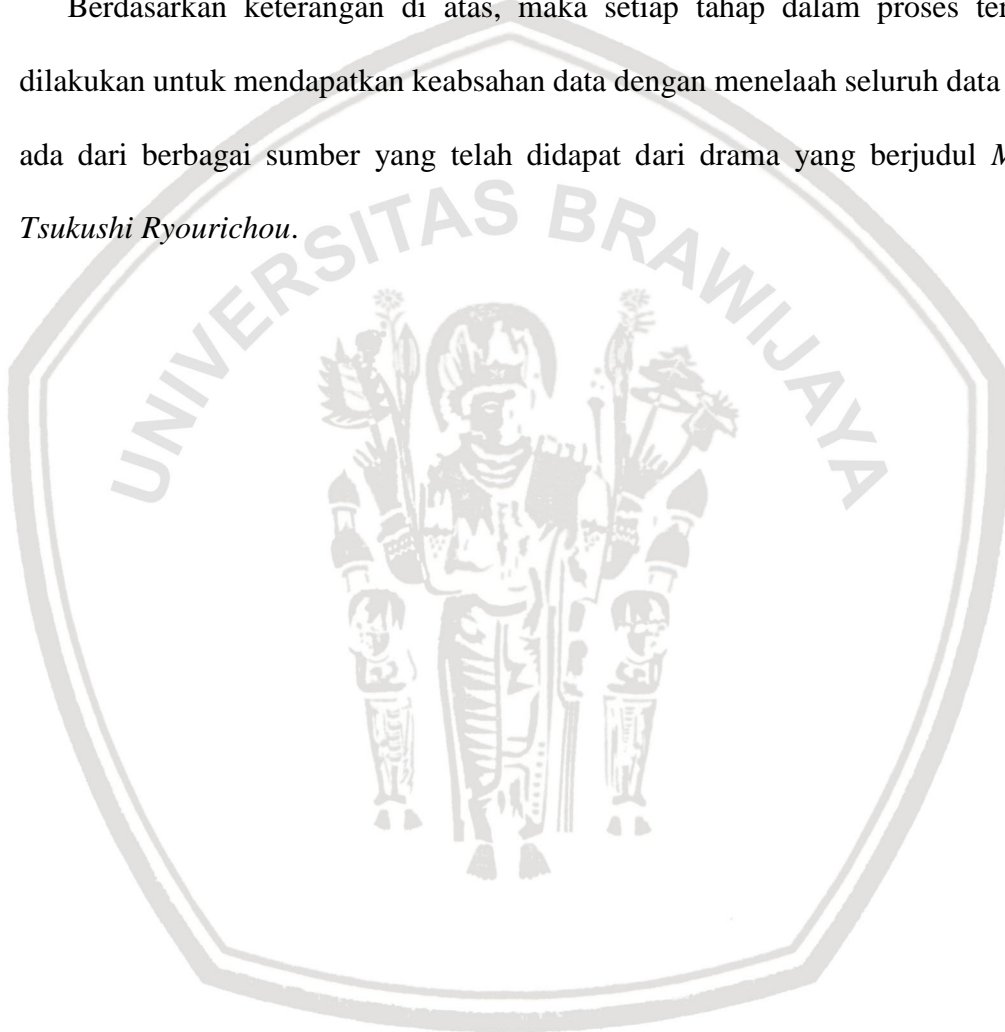 Berdasarkan keterangan di atas, maka setiap tahap dalam proses
dilakukan untuk mendapatkan keabsahan data dengan menelaah seluruh data
ada dari berbagai sumber yang telah didapat dari drama yang berjudul
Tsukushi Ryourichou.
UNIVERSITAS BRAWIJAYA